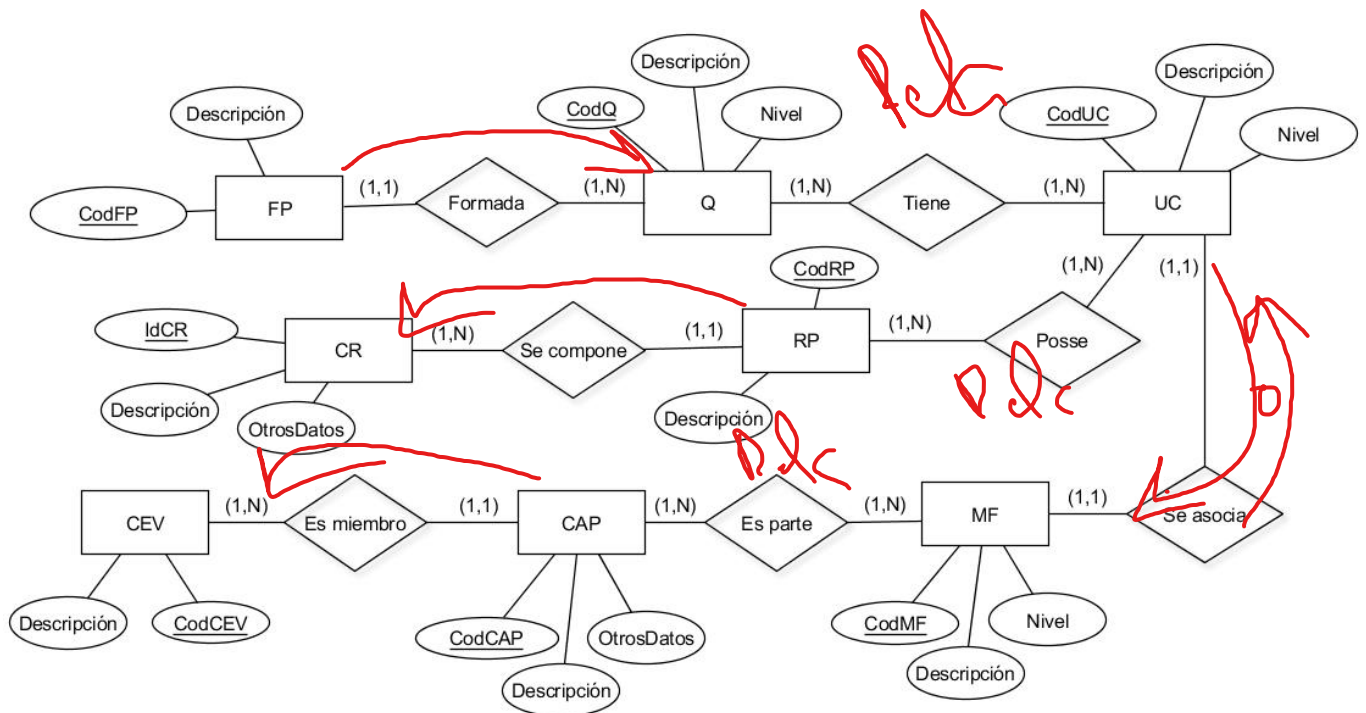 Descripción
CodFP
FP
(1,1)
Formada
(1,N)
CodQ
Descripción
Nivel
Q
(1,N)
Tiene
(1,N)
CodUC
Descripción
Nivel
UC
(1,N)
(1,1)
IdCR
Descripción
OtrosDatos
CR
(1,N)
Se compone
(1,1)
CodRP
RP
Descripción
(1,N)
Posse
CEV
Descripción
CodCEV
(1,N)
Es miembro
(1,1)
CAP
CodCAP
Descripción
OtrosDatos
(1,N)
Es parte
(1,N)
MF
CodMF
Descripción
Nivel
(1,1)
Se asocia